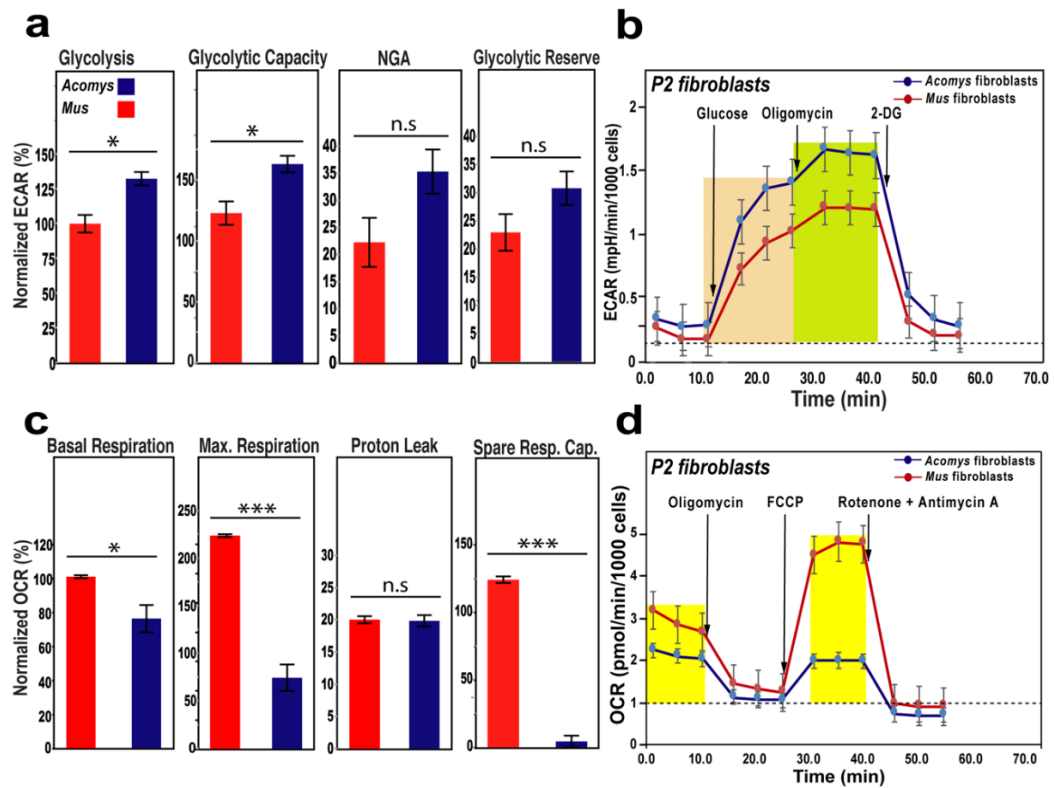 a
Glycolysis
Acomys
Mus
*
Normalized ECAR (%)
150
125
100
75
50
25
0
Glycolytic Capacity
*
150
100
50
0
NGA
n.s
40
35
30
25
20
15
10
5
0
Glycolytic Reserve
n.s
40
35
30
25
20
15
10
5
0
b
P2 fibroblasts
Acomys fibroblasts
Mus fibroblasts
Glucose
Oligomycin
2-DG
ECAR (mpH/min/1000 cells)
2
1.5
1
0.5
0
0.0 10.0 20.0 30.0 40.0 50.0 60.0 70.0
Time (min)
c
Basal Respiration
*
Normalized OCR (%)
120
100
80
60
40
20
0
Max. Respiration
***
250
200
150
100
50
0
Proton Leak
n.s
30
25
20
15
10
5
0
Spare Resp. Cap.
***
150
100
50
0
d
P2 fibroblasts
Acomys fibroblasts
Mus fibroblasts
Oligomycin
FCCP
Rotenone + Antimycin A
OCR (pmol/min/1000 cells)
5
4
3
2
1
0
0.0 10.0 20.0 30.0 40.0 50.0 60.0 70.0
Time (min)